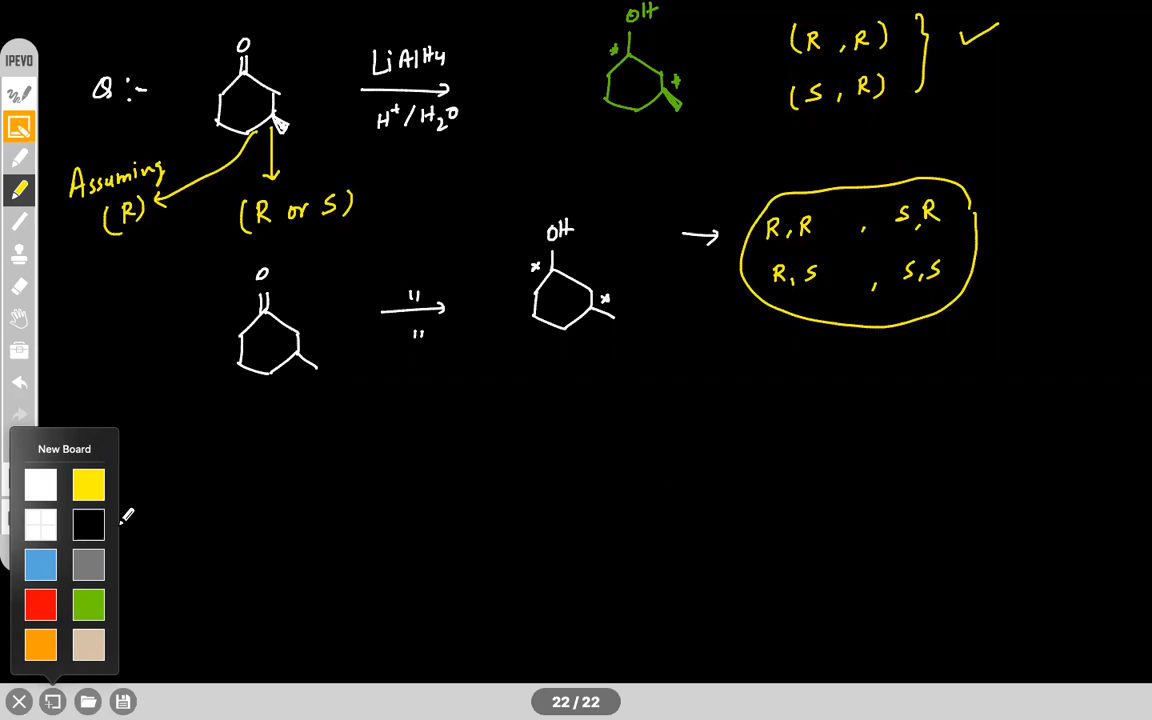 IPEVO
Q :-
O
LiAlH4
H+/H2O
OH
*
*
(R, R)
(S, R)
Assuming
(R)
(R or S)
O
"
"
OH
*
*
R,R , S,R
R,S , S,S
New Board
22 / 22